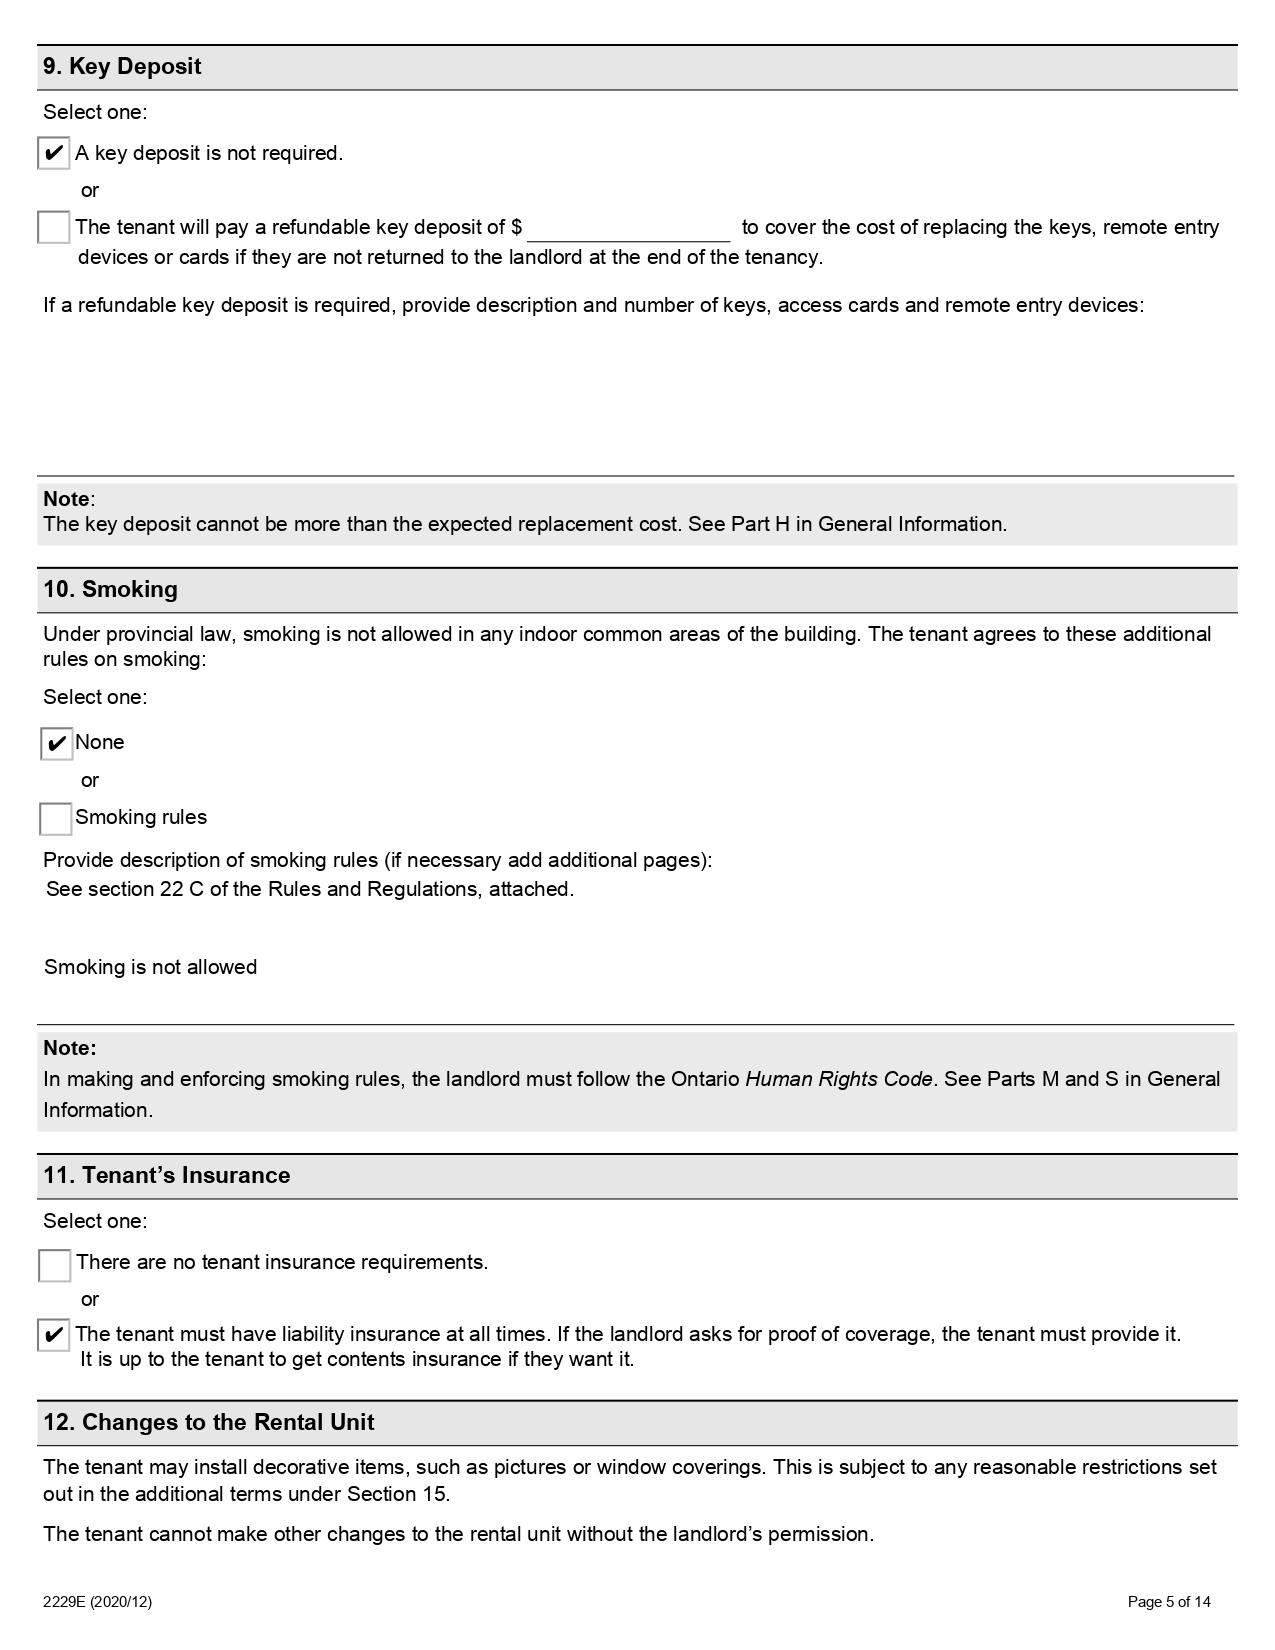 9. Key Deposit
Select one:
✔ A key deposit is not required.
or
The tenant will pay a refundable key deposit of $ ____________ to cover the cost of replacing the keys, remote entry
devices or cards if they are not returned to the landlord at the end of the tenancy.
If a refundable key deposit is required, provide description and number of keys, access cards and remote entry devices:
Note:
The key deposit cannot be more than the expected replacement cost. See Part H in General Information.
10. Smoking
Under provincial law, smoking is not allowed in any indoor common areas of the building. The tenant agrees to these additional
rules on smoking:
Select one:
✔ None
or
Smoking rules
Provide description of smoking rules (if necessary add additional pages):
See section 22 C of the Rules and Regulations, attached.
Smoking is not allowed
Note:
In making and enforcing smoking rules, the landlord must follow the Ontario Human Rights Code. See Parts M and S in General
Information.
11. Tenant’s Insurance
Select one:
There are no tenant insurance requirements.
or
✔ The tenant must have liability insurance at all times. If the landlord asks for proof of coverage, the tenant must provide it.
It is up to the tenant to get contents insurance if they want it.
12. Changes to the Rental Unit
The tenant may install decorative items, such as pictures or window coverings. This is subject to any reasonable restrictions set
out in the additional terms under Section 15.
The tenant cannot make other changes to the rental unit without the landlord’s permission.
2229E (2020/12)
Page 5 of 14